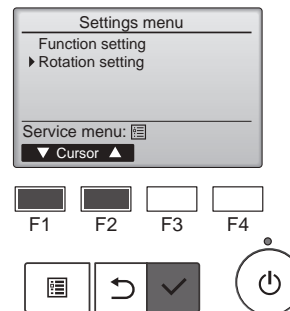 Settings menu
Function setting
Rotation setting
Service menu:
▼ Cursor ▲
F1 F2 F3 F4